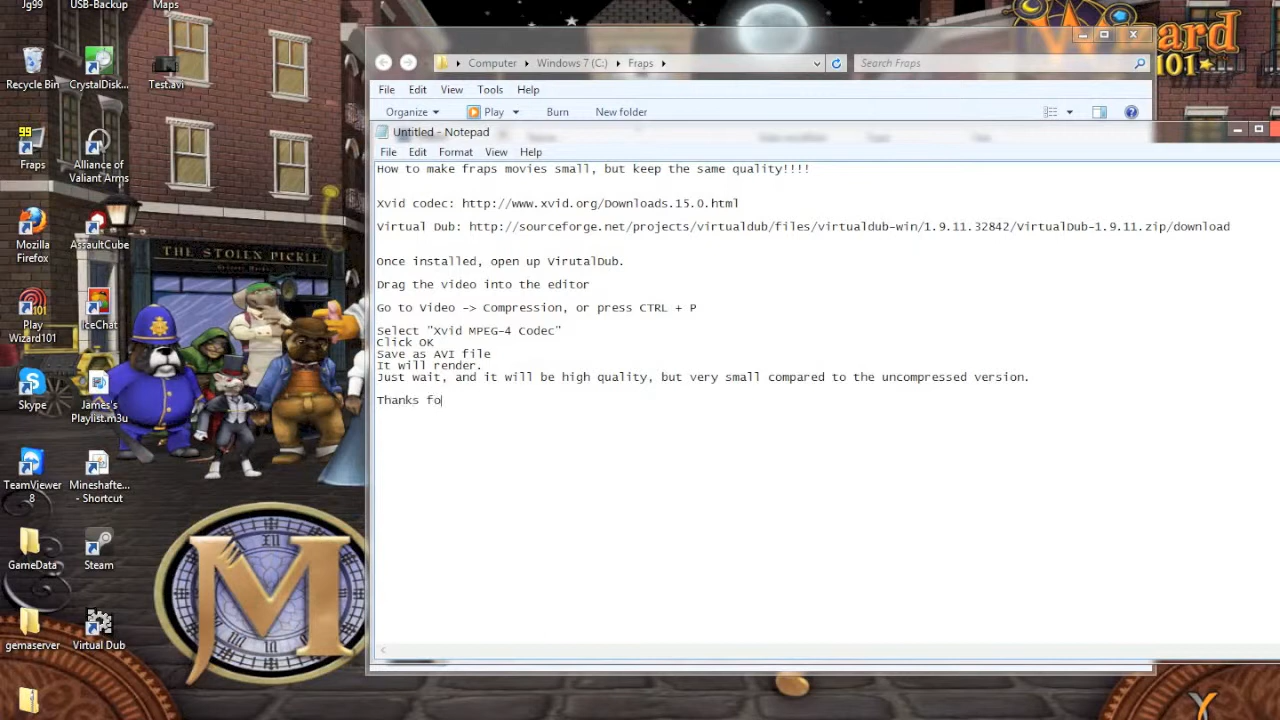 Jg99
USB-Backup
Maps
Recycle Bin
CrystalDisk...
Test.avi
99
Fraps
Alliance of
Valiant Arms
Mozilla
Firefox
AssaultCube
101
Play
Wizard101
IceChat
Skype
James's
Playlist.m3u
TeamViewer
8
Mineshafte...
- Shortcut
GameData
Steam
gemaserver
Virtual Dub
THE STOLEN PICKLE
M
Computer
Windows 7 (C:)
Fraps
Search Fraps
File Edit View Tools Help
Organize Play Burn New folder
Untitled - Notepad
File Edit Format View Help
How to make fraps movies small, but keep the same quality!!!!
Xvid codec: http://www.xvid.org/Downloads.15.0.html
Virtual Dub: http://sourceforge.net/projects/virtualdub/files/virtualdub-win/1.9.11.32842/VirtualDub-1.9.11.zip/download
Once installed, open up VirutalDub.
Drag the video into the editor
Go to Video -> Compression, or press CTRL + P
Select "Xvid MPEG-4 Codec"
Click OK
Save as AVI file
It will render.
Just wait, and it will be high quality, but very small compared to the uncompressed version.
Thanks fo